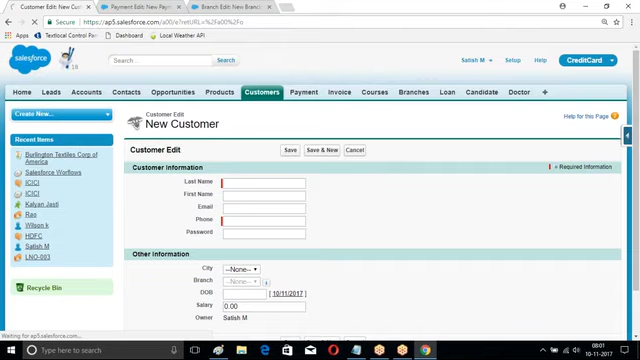 Customer Edit: New Cu
Payment Edit: New Paym
Branch Edit: New Bran
Secure
https://ap5.salesforce.com/a00/e?retURL=%2Fa00%2Fo
Apps
Textlocal Control Pan
Dashboard
Local Weather API
salesforce
16
Search...
Search
Satish M
Setup
Help
CreditCard
Home
Leads
Accounts
Contacts
Opportunities
Products
Customers
Payment
Invoice
Courses
Branches
Loan
Candidate
Doctor
+
Create New...
Recent Items
Burlington Textiles Corp of
America
Salesforce Worflows
ICICI
ICICI
Kalyan Jasti
Rao
Wilson k
HDFC
Satish M
LNO-003
Recycle Bin
Customer Edit
New Customer
Help for this Page
Customer Edit
Save
Save & New
Cancel
Customer Information
= Required Information
Last Name
First Name
Email
Phone
Password
Other Information
City
--None--
Branch
--None--
DOB
[ 10/11/2017 ]
Salary
0.00
Owner
Satish M
Waiting for ap5.salesforce.com...
Type here to search
08:01
10-11-2017